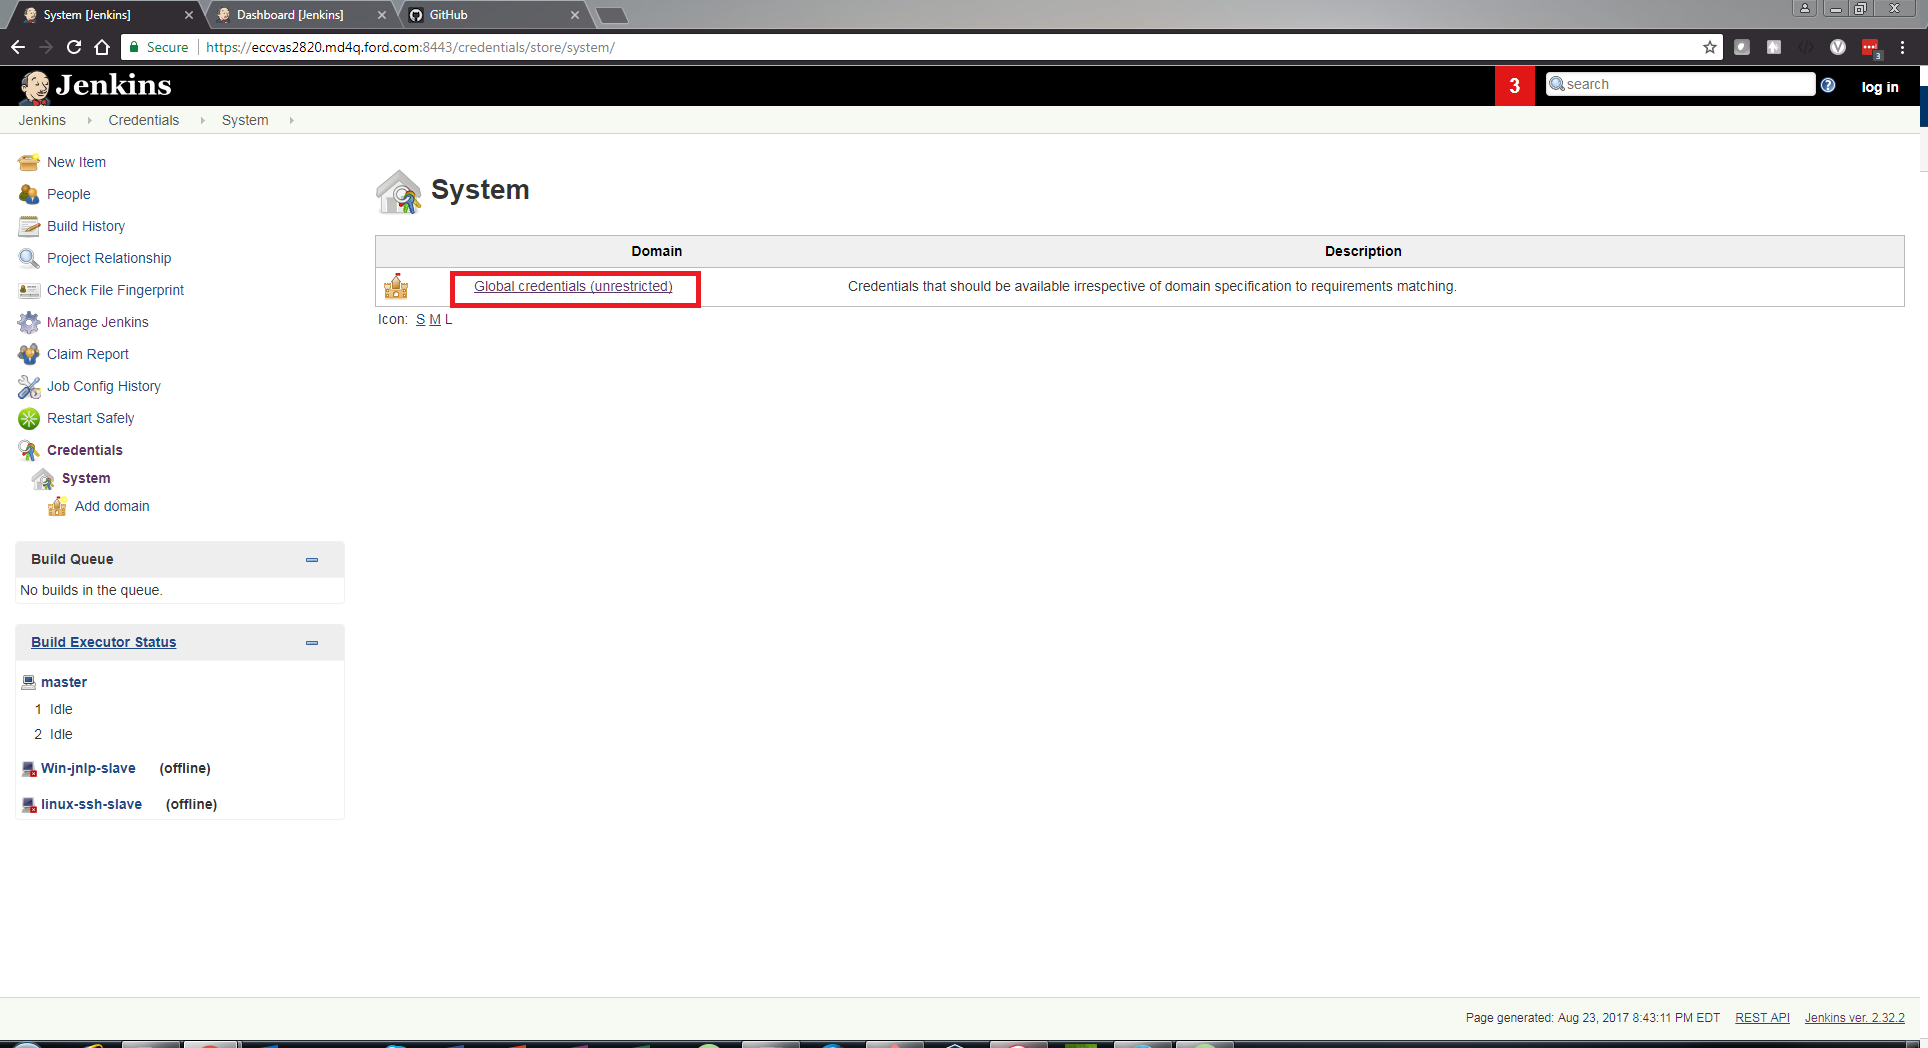 System [Jenkins]
Dashboard [Jenkins]
GitHub
Secure
https://eccvas2820.md4q.ford.com:8443/credentials/store/system/
3
Jenkins
3
search
log in
Jenkins
Credentials
System
New Item
People
Build History
Project Relationship
Check File Fingerprint
Manage Jenkins
Claim Report
Job Config History
Restart Safely
Credentials
System
Add domain
Build Queue
No builds in the queue.
Build Executor Status
master
1 Idle
2 Idle
Win-jnlp-slave (offline)
linux-ssh-slave (offline)
System
Domain Description
Global credentials (unrestricted) Credentials that should be available irrespective of domain specification to requirements matching.
Icon: S M L
Page generated: Aug 23, 2017 8:43:11 PM EDT REST API Jenkins ver. 2.32.2